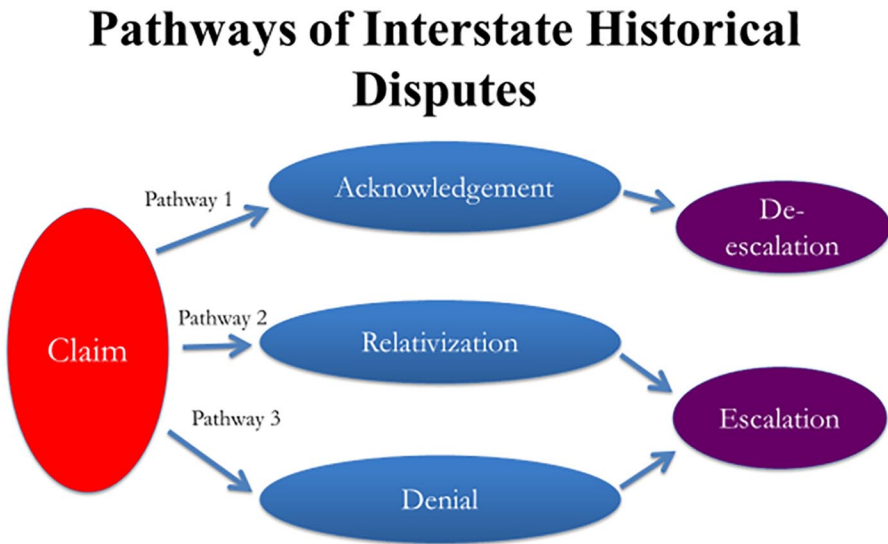 Pathways of Interstate Historical
Disputes
Pathway 1
Acknowledgement
De-
escalation
Pathway 2
Relativization
Claim
Pathway 3
Escalation
Denial